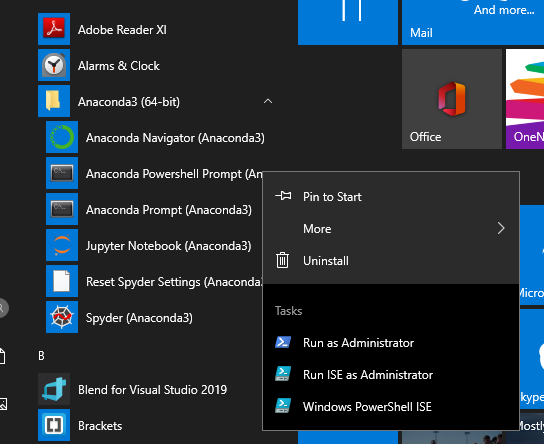 Adobe Reader XI
Alarms & Clock
Anaconda3 (64-bit)
Anaconda Navigator (Anaconda3)
Anaconda Powershell Prompt (An
Anaconda Prompt (Anaconda3)
Jupyter Notebook (Anaconda3)
Reset Spyder Settings (Anaconda
Spyder (Anaconda3)
B
Blend for Visual Studio 2019
Brackets
Pin to Start
More
Uninstall
Tasks
Run as Administrator
Run ISE as Administrator
Windows PowerShell ISE
And more...
Mail
Office
OneN
Micro
Skype
Mostly